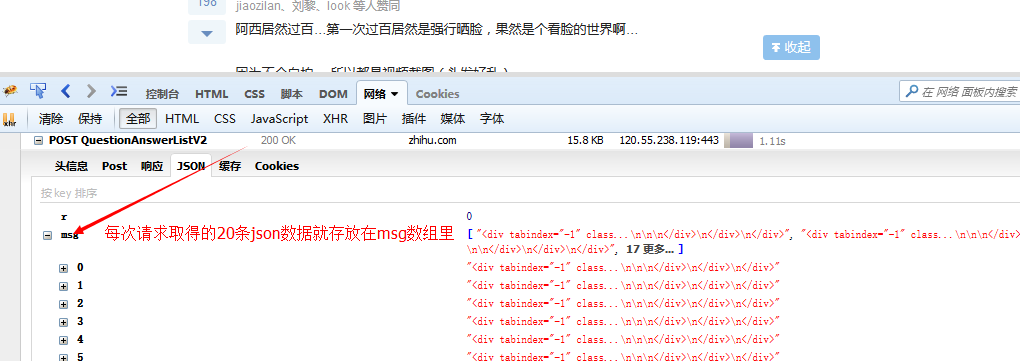 198
jiaozilan、刘黎、look 等人赞同
阿西居然过百...第一次过百居然是强行晒脸，果然是个看脸的世界啊...
收起
控制台 HTML CSS 脚本 DOM 网络 Cookies
在 网络 面板内搜索
xhr 清除 保持 全部 HTML CSS JavaScript XHR 图片 插件 媒体 字体
POST QuestionAnswerListV2 200 OK zhihu.com 15.8 KB 120.55.238.119:443 1.11s
头信息 Post 响应 JSON 缓存 Cookies
按key 排序
r 0
msg 每次请求取得的20条json数据就存放在msg数组里 [ "<div tabindex="-1" class...\n\n\n</div>\n</div>\n</div>", "<div tabindex="-1" class...
\n\n</div>\n</div>\n</div>", 17 更多... ]
0 "<div tabindex="-1" class...\n\n\n</div>\n</div>\n</div>"
1 "<div tabindex="-1" class...\n\n\n</div>\n</div>\n</div>"
2 "<div tabindex="-1" class...\n\n\n</div>\n</div>\n</div>"
3 "<div tabindex="-1" class...\n\n\n</div>\n</div>\n</div>"
4 "<div tabindex="-1" class...\n\n\n</div>\n</div>\n</div>"
5 "<div tabindex="-1" class...\n\n\n</div>\n</div>\n</div>"